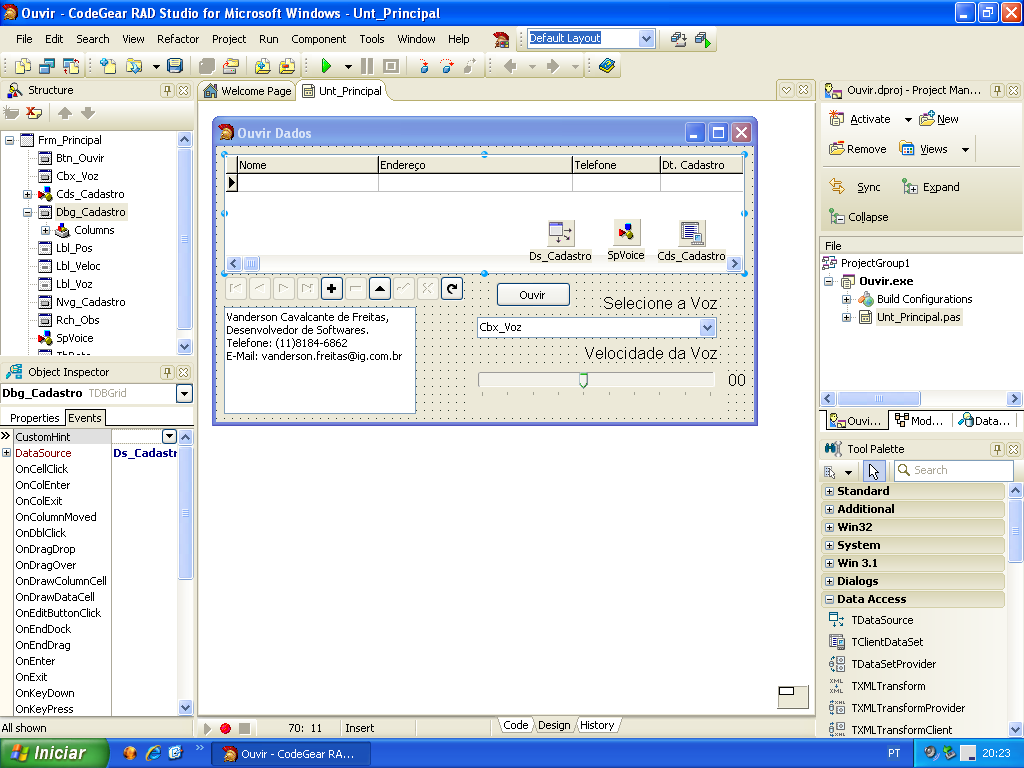 Ouvir - CodeGear RAD Studio for Microsoft Windows - Unt_Principal
File Edit Search View Refactor Project Run Component Tools Window Help
Default Layout
Structure
Frm_Principal
Btn_Ouvir
Cbx_Voz
Cds_Cadastro
Dbg_Cadastro
Columns
Lbl_Pos
Lbl_Veloc
Lbl_Voz
Nvg_Cadastro
Rch_Obs
SpVoice
Object Inspector
Dbg_Cadastro TDBGrid
Properties Events
CustomHint
DataSource Ds_Cadastr
OnCellClick
OnColEnter
OnColExit
OnColumnMoved
OnDblClick
OnDragDrop
OnDragOver
OnDrawColumnCell
OnDrawDataCell
OnEditButtonClick
OnEndDock
OnEndDrag
OnEnter
OnExit
OnKeyDown
OnKeyPress
All shown
Welcome Page Unt_Principal
Ouvir Dados
Nome Endereço Telefone Dt. Cadastro
Ds_Cadastro SpVoice Cds_Cadastro
Ouvir
Selecione a Voz
Vanderson Cavalcante de Freitas,
Desenvolvedor de Softwares.
Telefone: (11)8184-6862
E-Mail: vanderson.freitas@ig.com.br
Cbx_Voz
Velocidade da Voz
00
70: 11 Insert
Code Design History
Ouvir.dproj - Project Man...
Activate New
Remove Views
Sync Expand
Collapse
File
ProjectGroup1
Ouvir.exe
Build Configurations
Unt_Principal.pas
Ouvi... Mod... Data...
Tool Palette
Search
Standard
Additional
Win32
System
Win 3.1
Dialogs
Data Access
TDataSource
TClientDataSet
TDataSetProvider
TXMLTransform
TXMLTransformProvider
TXMLTransformClient
Iniciar
Ouvir - CodeGear RA...
PT
20:23